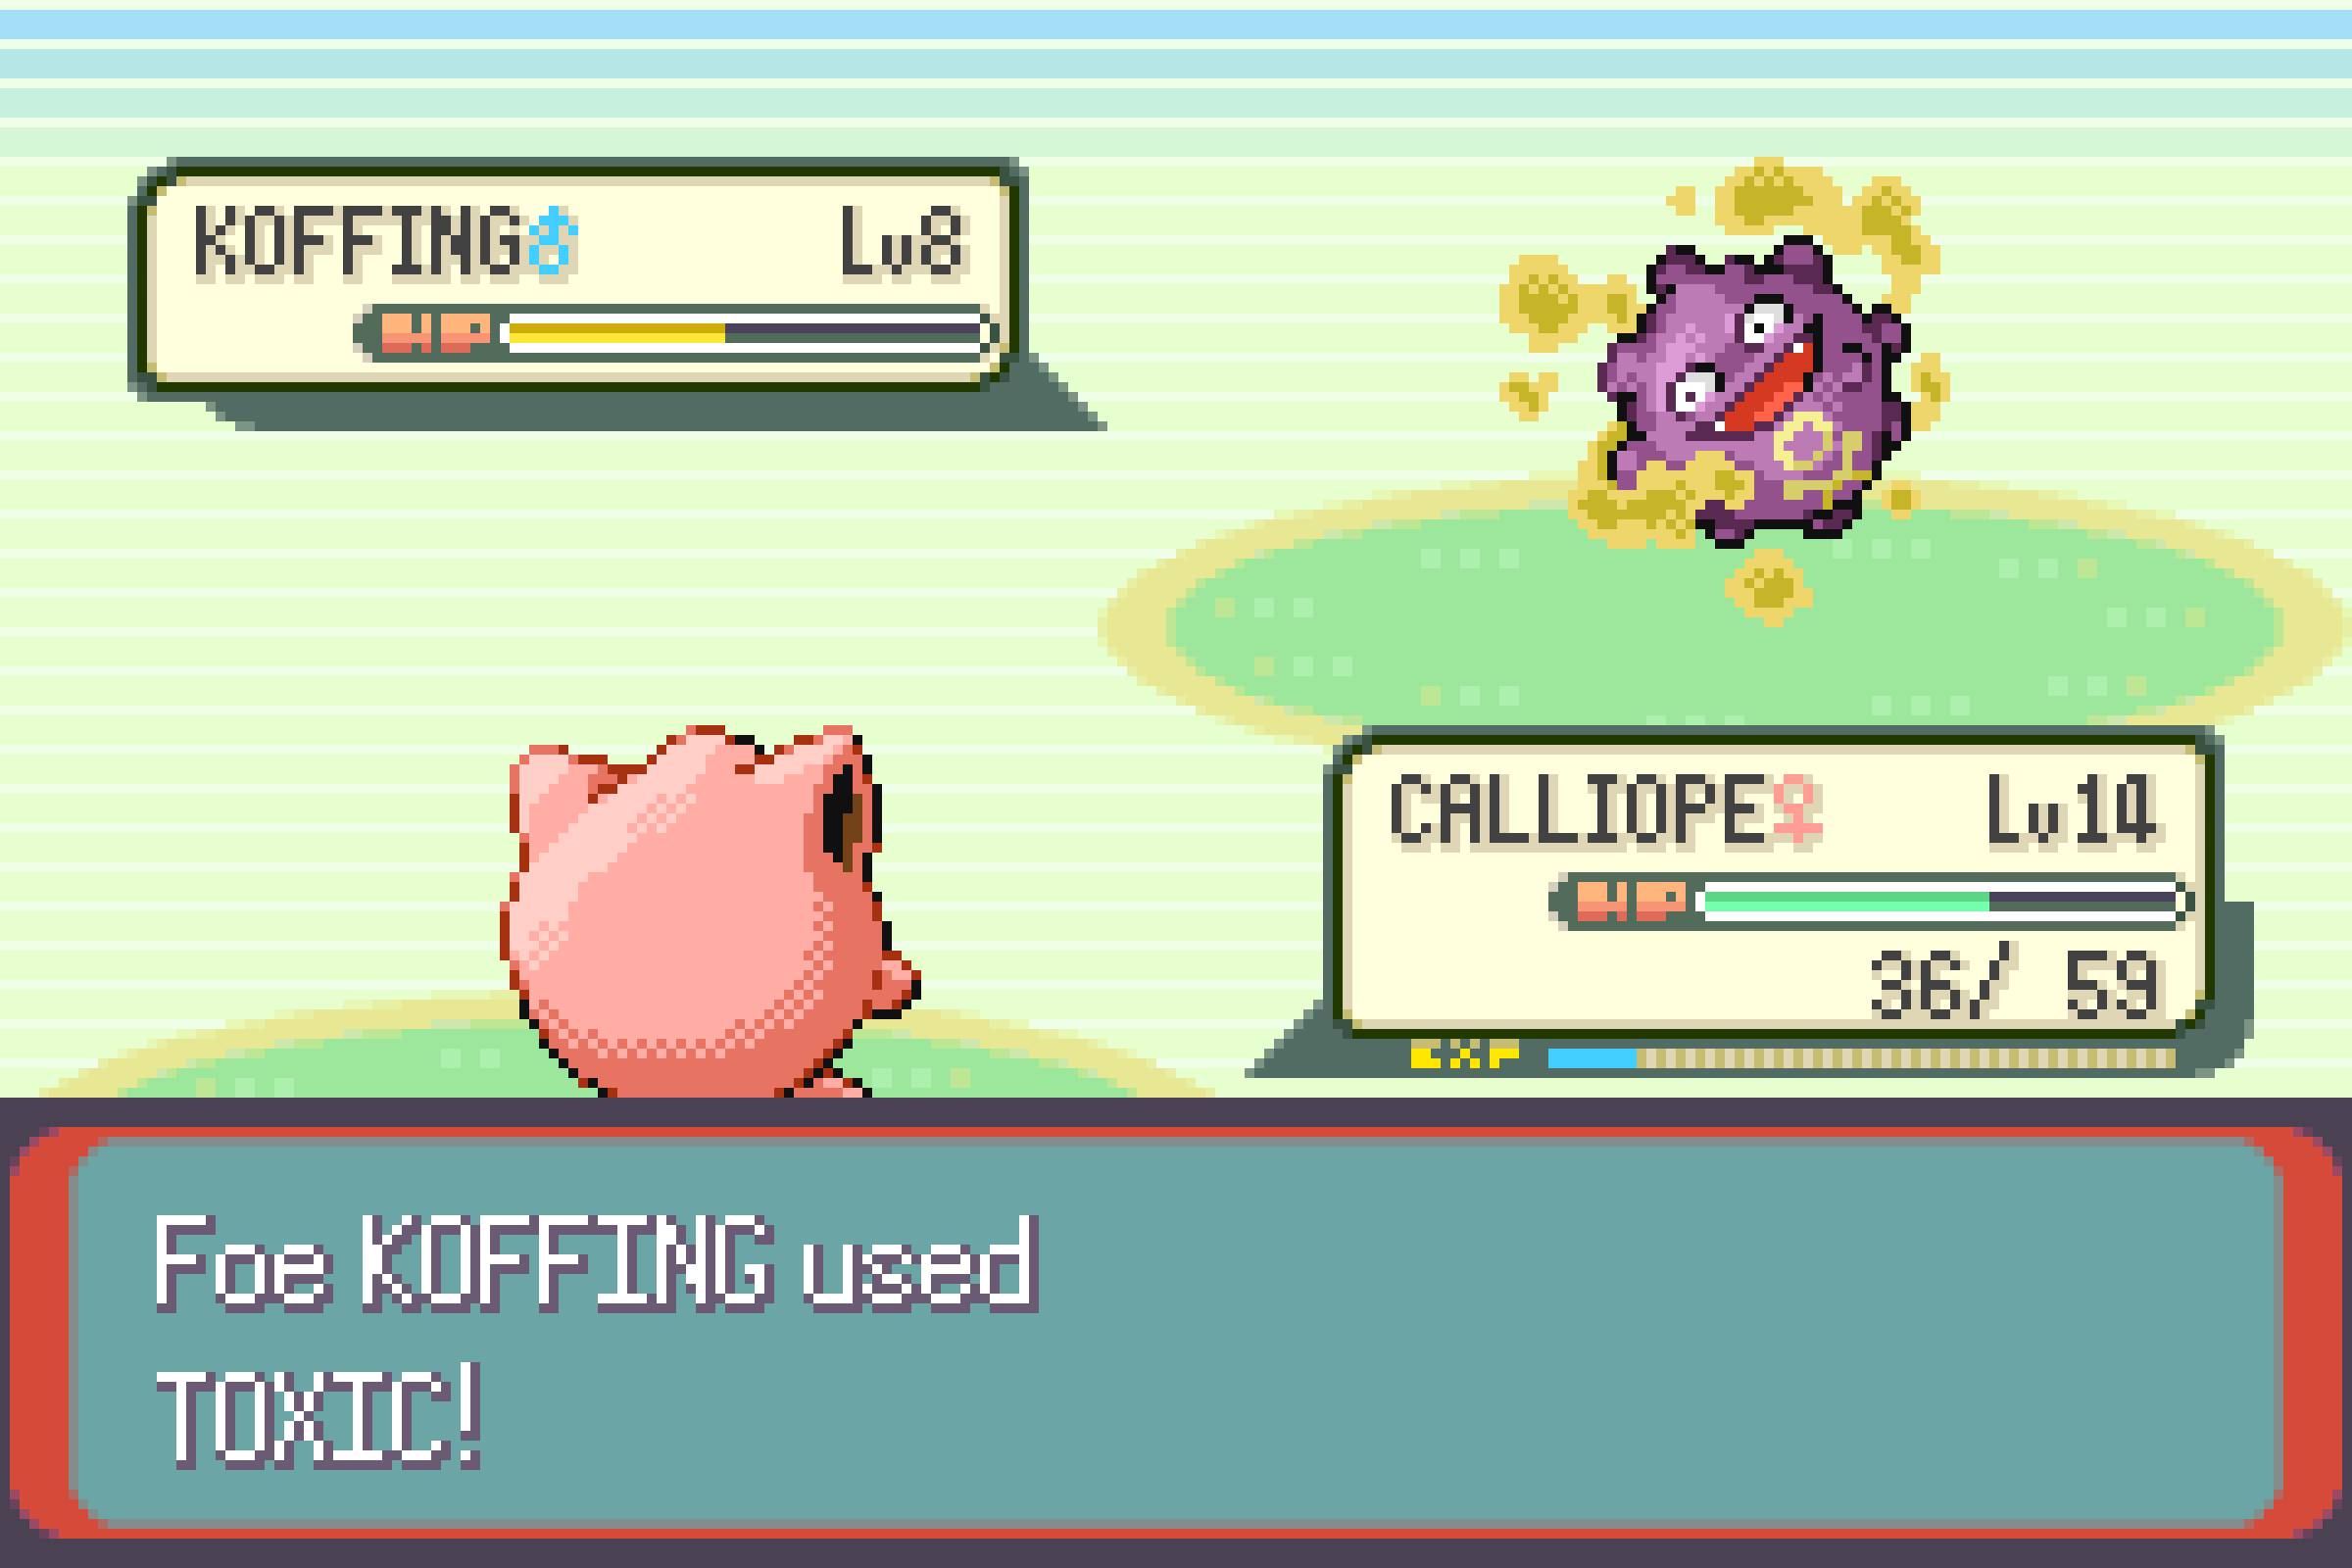 KOFFING♂ Lv8
HP
CALLIOPE♀ Lv14
HP
36/ 59
EXP
Foe KOFFING used
TOXIC!